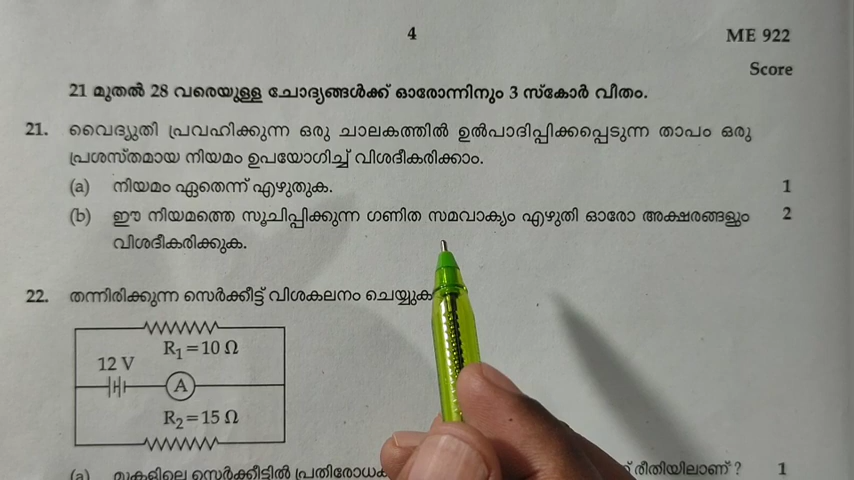 4
ME 922
Score
21 മുതൽ 28 വരെയുള്ള ചോദ്യങ്ങൾക്ക് ഓരോന്നിനും 3 സ്കോർ വീതം.
21. വൈദ്യുതി പ്രവഹിക്കുന്ന ഒരു ചാലകത്തിൽ ഉൽപാദിപ്പിക്കപ്പെടുന്ന താപം ഒരു
പ്രശസ്തമായ നിയമം ഉപയോഗിച്ച് വിശദീകരിക്കാം.
(a) നിയമം ഏതെന്ന് എഴുതുക. 1
(b) ഈ നിയമത്തെ സൂചിപ്പിക്കുന്ന ഗണിത സമവാക്യം എഴുതി ഓരോ അക്ഷരങ്ങളും 2
വിശദീകരിക്കുക.
22. തന്നിരിക്കുന്ന സെർക്കീട്ട് വിശകലനം ചെയ്യുക
R₁=10 Ω
12 V
A
R₂=15 Ω
(a) മുകളിലെ സെർക്കീട്ടിൽ രീതിയിലാണ് ? 1